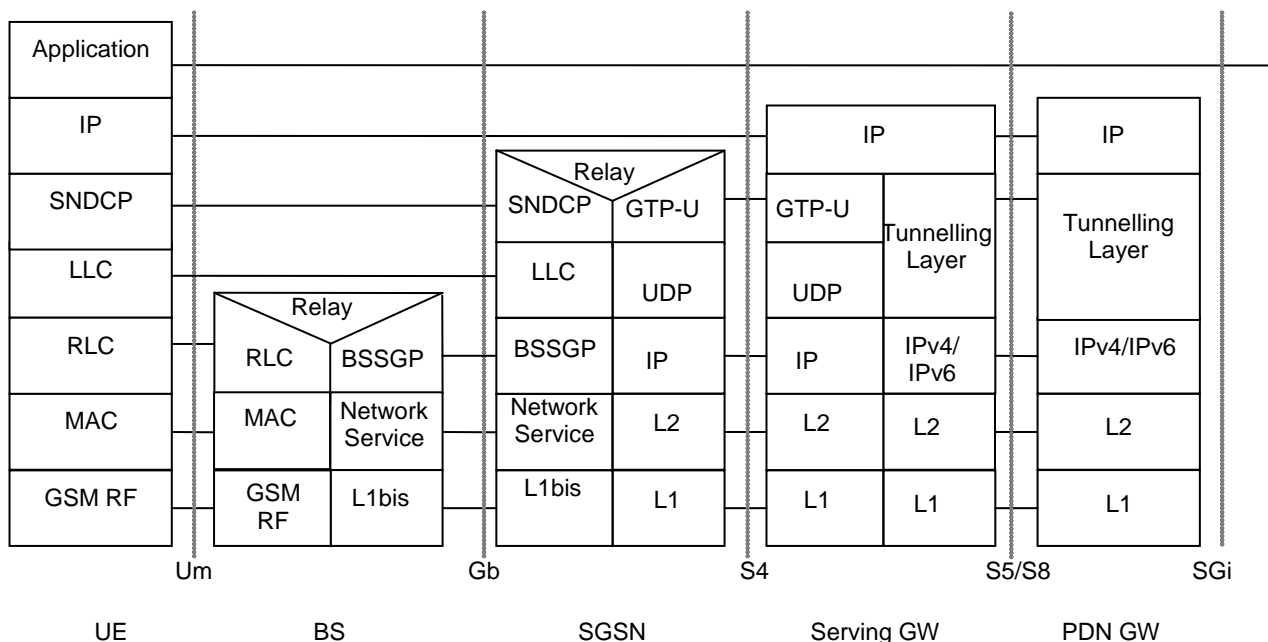 Application
IP
SNDCP
LLC
RLC
MAC
GSM RF
Relay
RLC
BSSGP
MAC
Network
Service
GSM
RF
L1bis
Relay
SNDCP
GTP-U
LLC
UDP
BSSGP
IP
Network
Service
L2
L1bis
L1
IP
GTP-U
Tunnelling
Layer
UDP
IP
IPv4/
IPv6
L2
L2
L1
L1
IP
Tunnelling
Layer
IPv4/IPv6
L2
L1
Um
Gb
S4
S5/S8
SGi
UE
BS
SGSN
Serving GW
PDN GW